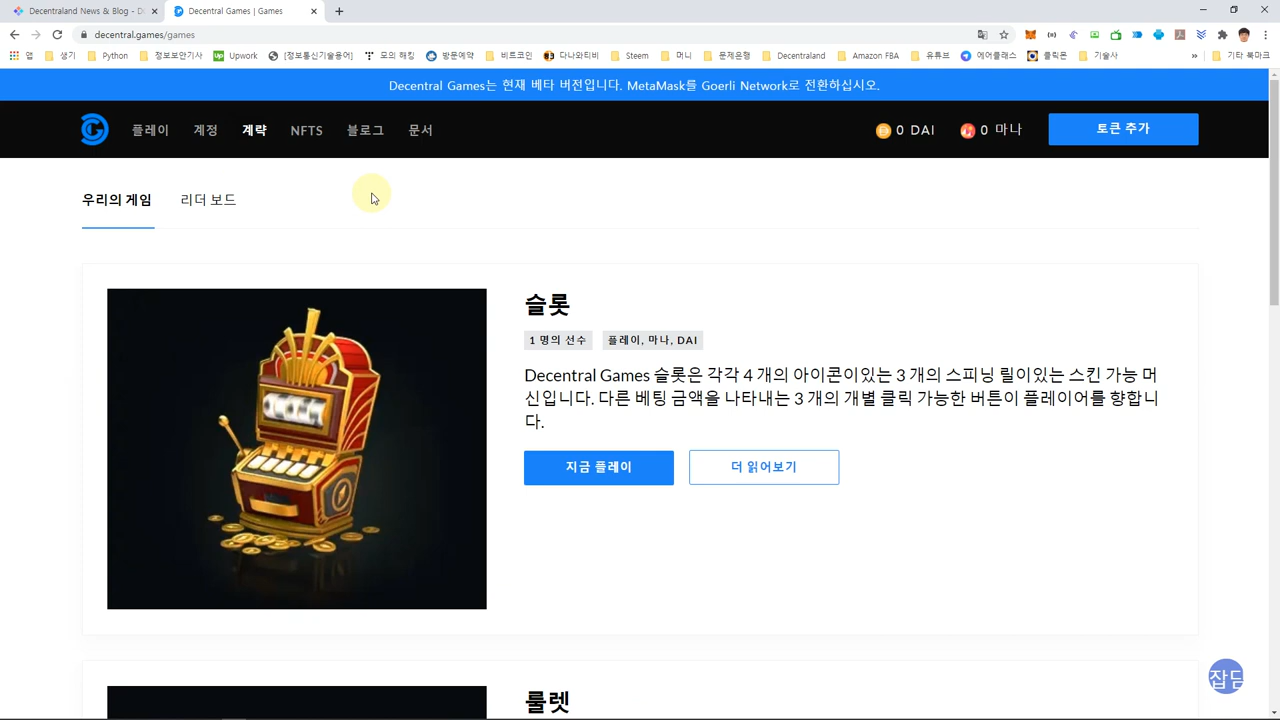 Decentraland News & Blog - D
Decentral Games | Games
decentral.games/games
앱 생기 Python 정보보안기사 Upwork [정보통신기술용어] 모의 해킹 방문예약 비트코인 다나와티비 Steem 머니 문제은행 Decentraland Amazon FBA 유튜브 에어클래스 클릭몬 기술사 » 기타 북마크
Decentral Games는 현재 베타 버전입니다. MetaMask를 Goerli Network로 전환하십시오.
플레이 계정 계략 NFTS 블로그 문서 0 DAI 0 마나 토큰 추가
우리의 게임 리더 보드
슬롯
1 명의 선수 플레이, 마나, DAI
Decentral Games 슬롯은 각각 4 개의 아이콘이있는 3 개의 스피닝 릴이있는 스킨 가능 머
신입니다. 다른 베팅 금액을 나타내는 3 개의 개별 클릭 가능한 버튼이 플레이어를 향합니
다.
지금 플레이 더 읽어보기
잡담
룰렛